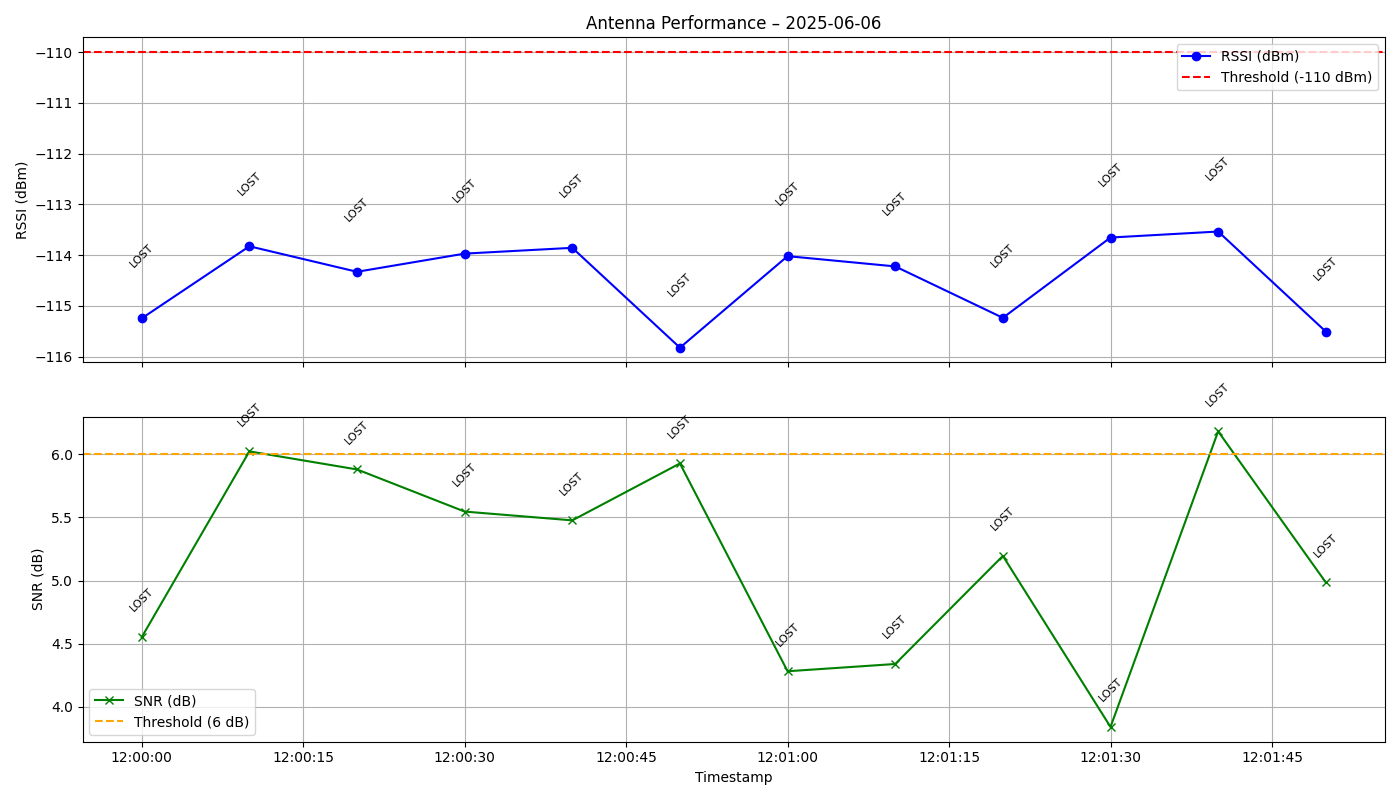 Antenna Performance – 2025-06-06
RSSI (dBm)
−110
−111
−112
−113
−114
−115
−116
RSSI (dBm)
Threshold (-110 dBm)
LOST
LOST
LOST
LOST
LOST
LOST
LOST
LOST
LOST
LOST
LOST
LOST
SNR (dB)
6.0
5.5
5.0
4.5
4.0
LOST
LOST
LOST
LOST
LOST
LOST
LOST
LOST
LOST
LOST
LOST
LOST
SNR (dB)
Threshold (6 dB)
12:00:00 12:00:15 12:00:30 12:00:45 12:01:00 12:01:15 12:01:30 12:01:45
Timestamp